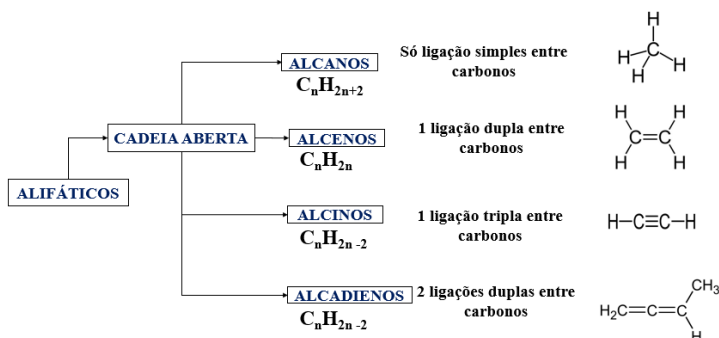 ALIFÁTICOS
CADEIA ABERTA
ALCANOS
CₙH₂ₙ₊₂
Só ligação simples entre
carbonos
H
H
C
H
H
ALCENOS
CₙH₂ₙ
1 ligação dupla entre
carbonos
H H
C=C
H H
ALCINOS
CₙH₂ₙ ₋₂
1 ligação tripla entre
carbonos
H−C≡C−H
ALCADIENOS
CₙH₂ₙ ₋₂
2 ligações duplas entre
carbonos
CH₃
H₂C=C=C
H